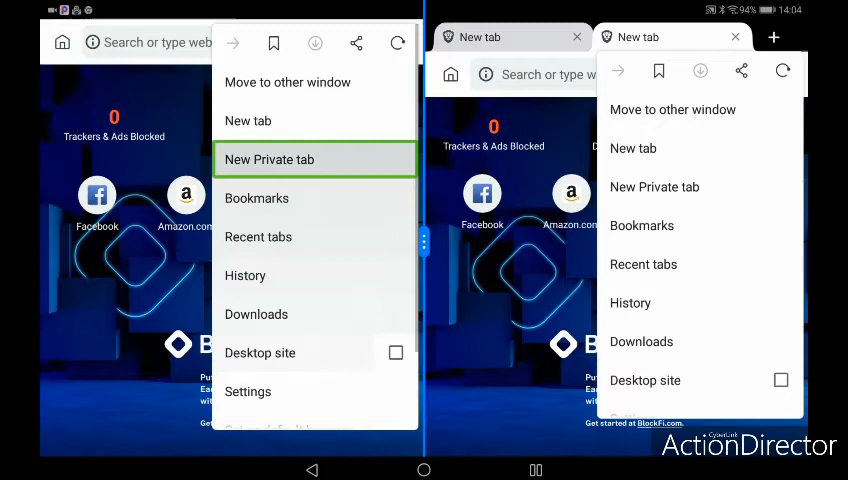 94%
14:04
Search or type web
Move to other window
New tab
New Private tab
Bookmarks
Recent tabs
History
Downloads
Desktop site
Settings
0
Trackers & Ads Blocked
Facebook
Amazon.com
B
Get
New tab
New tab
Search or type w
Move to other window
New tab
New Private tab
Bookmarks
Recent tabs
History
Downloads
Desktop site
0
Trackers & Ads Blocked
Facebook
Amazon.com
Get started at BlockFi.com.
CyberLink
ActionDirector